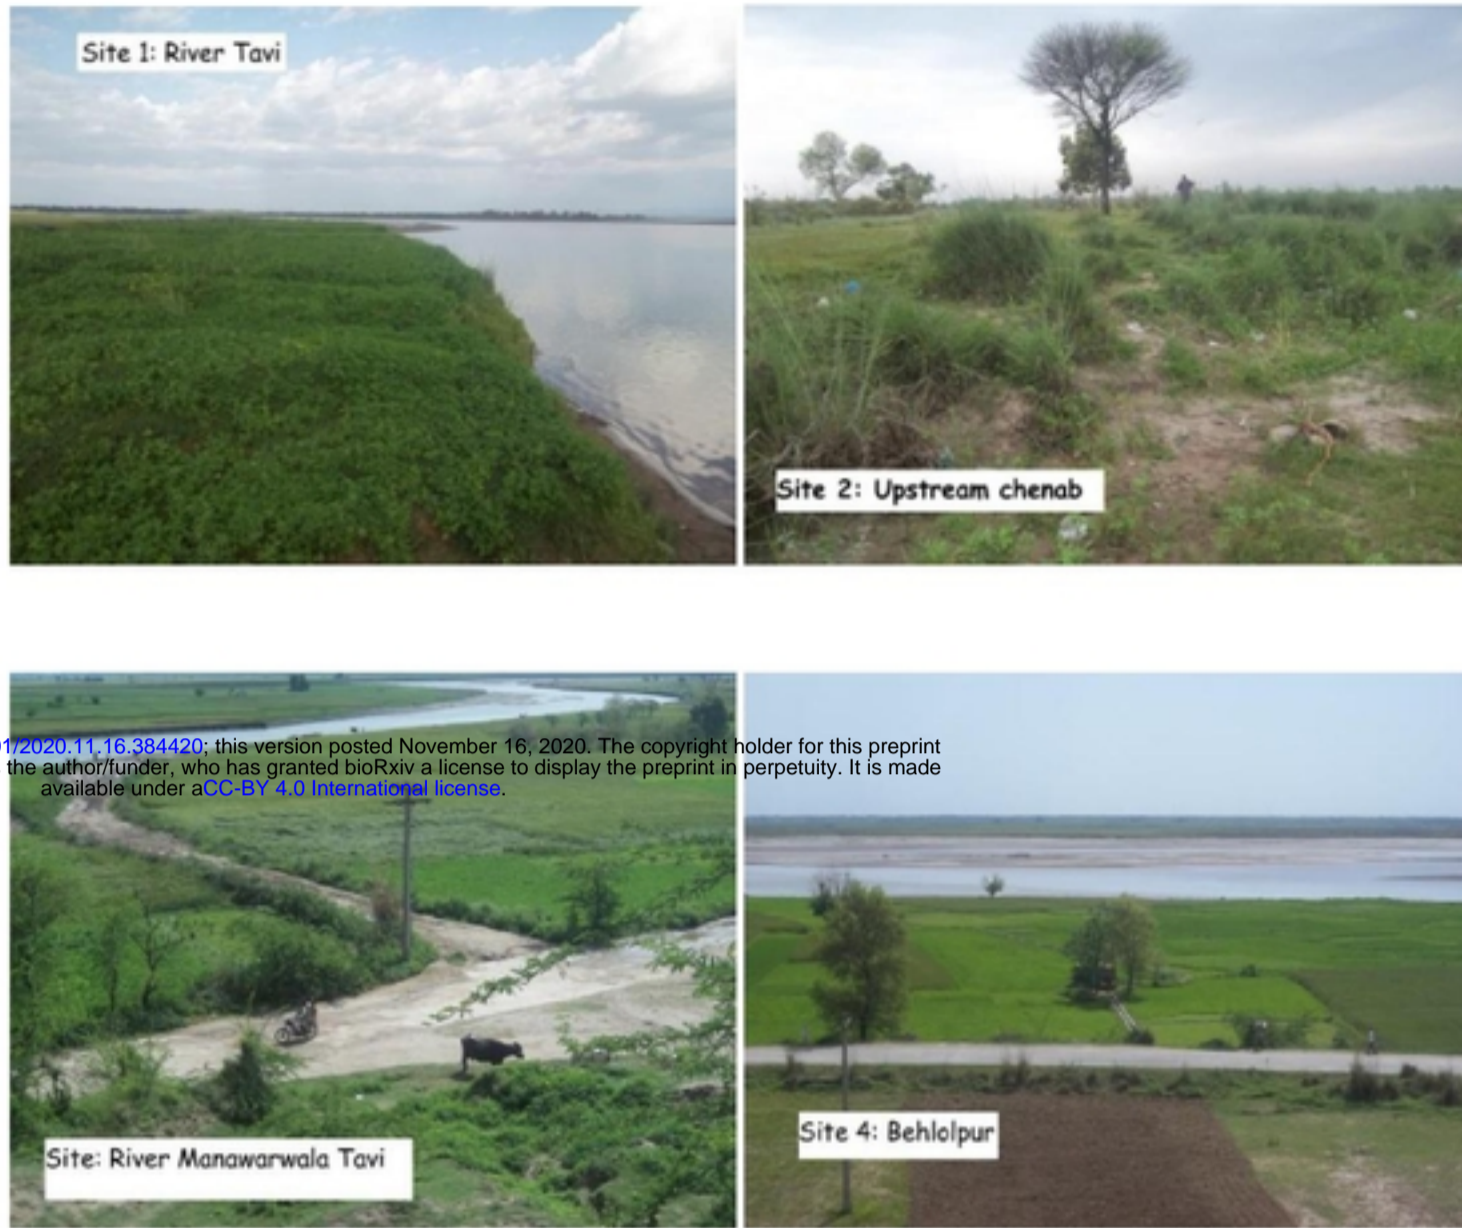 Site 1: River Tavi
Site 2: Upstream chenab
1/2020.11.16.384420; this version posted November 16, 2020. The copyright holder for this preprint
the author/funder, who has granted bioRxiv a license to display the preprint in perpetuity. It is made
available under aCC-BY 4.0 International license.
Site: River Manawarwala Tavi
Site 4: Behlolpur